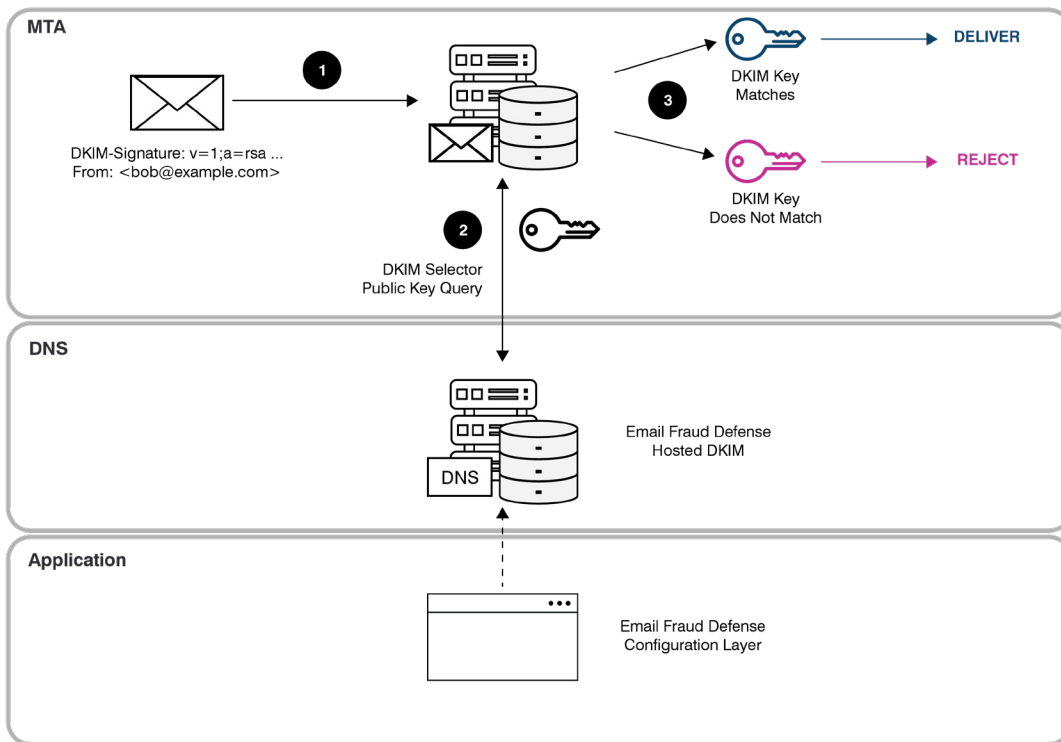 MTA
1
DKIM-Signature: v=1;a=rsa ...
From: <bob@example.com>
3
DKIM Key
Matches
DELIVER
DKIM Key
Does Not Match
REJECT
2
DKIM Selector
Public Key Query
DNS
DNS
Email Fraud Defense
Hosted DKIM
Application
Email Fraud Defense
Configuration Layer